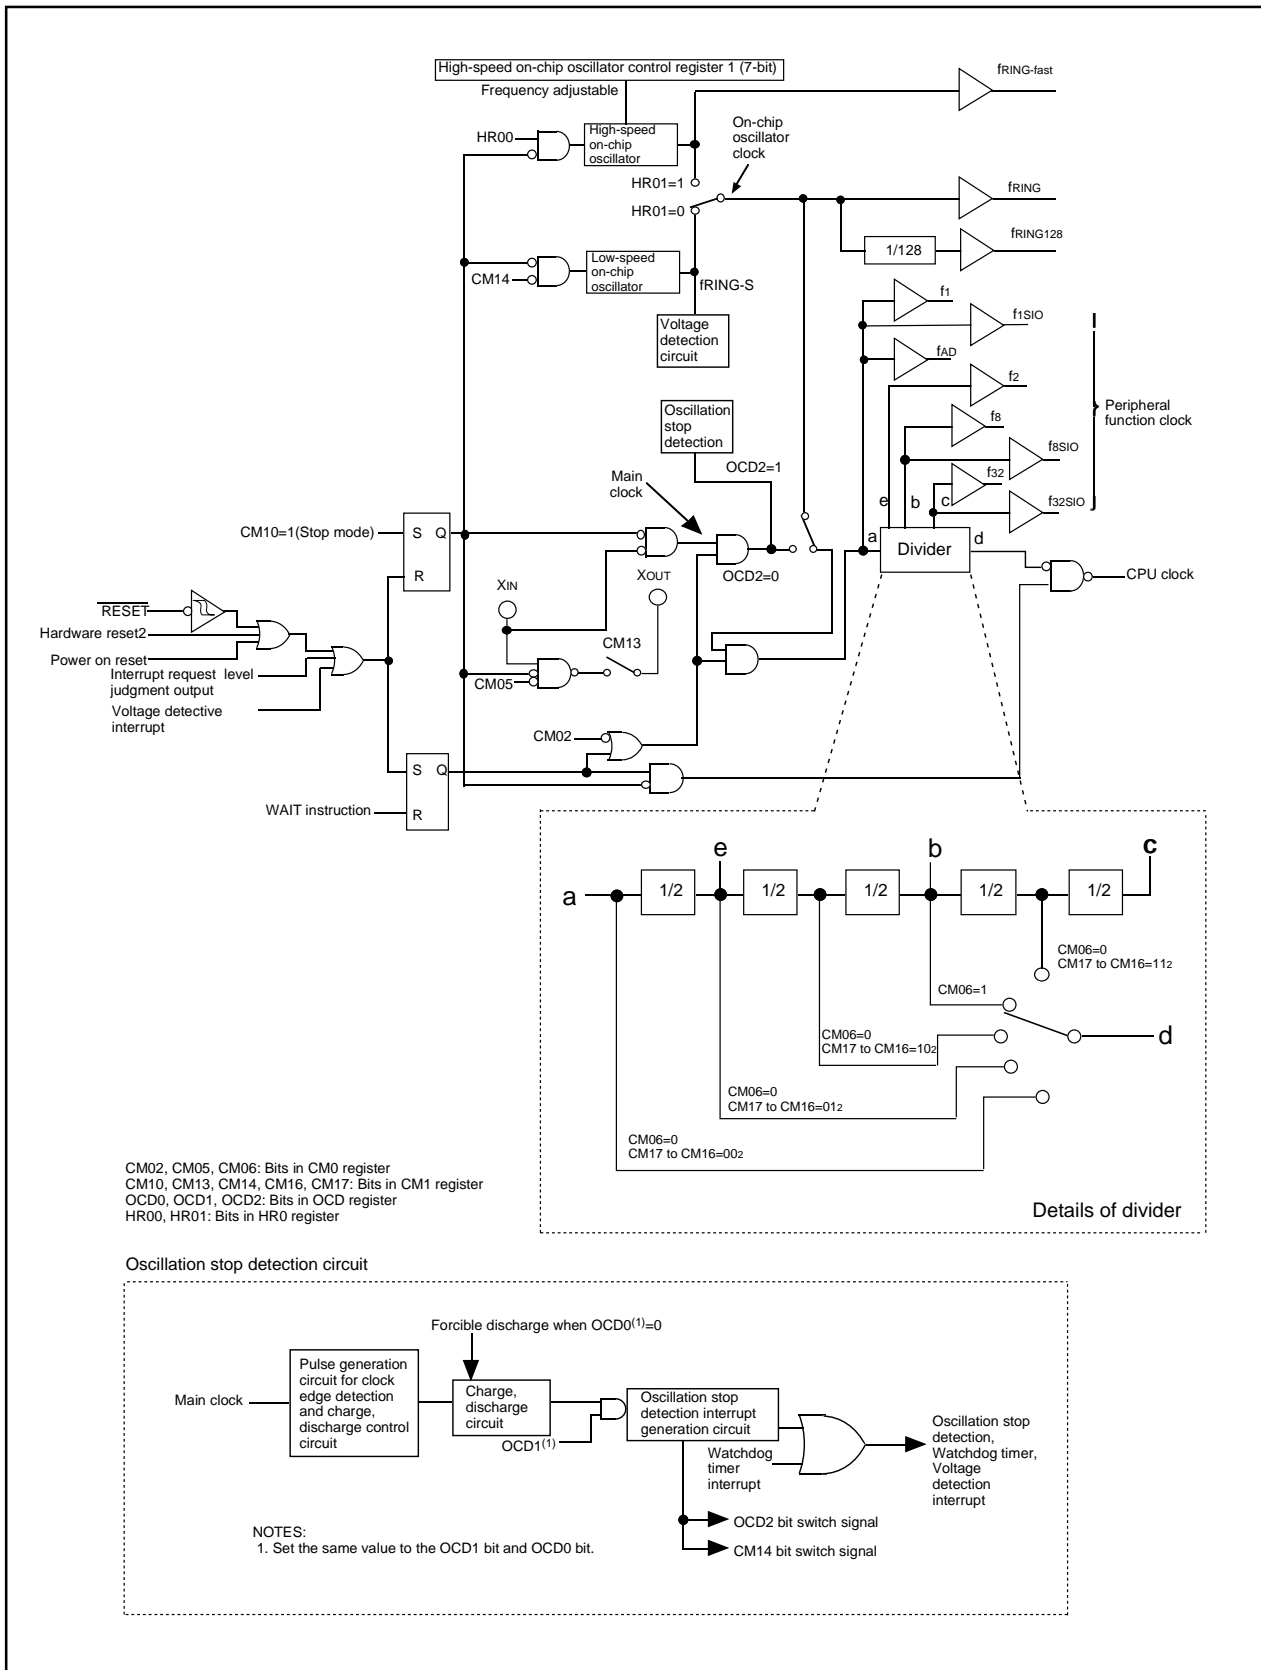 High-speed on-chip oscillator control register 1 (7-bit)
Frequency adjustable
fRING-fast
HR00
High-speed
on-chip
oscillator
On-chip
oscillator
clock
HR01=1
HR01=0
fRING
fRING128
1/128
CM14
Low-speed
on-chip
oscillator
fRING-S
Voltage
detection
circuit
f1
f1SIO
fAD
f2
f8
f8SIO
f32
f32SIO
Peripheral
function clock
Oscillation
stop
detection
OCD2=1
Main
clock
e
b
c
a
Divider
d
CM10=1(Stop mode)
S
Q
R
OCD2=0
CPU clock
XIN
XOUT
CM13
CM05
RESET
Hardware reset2
Power on reset
Interrupt request level
judgment output
Voltage detective
interrupt
CM02
S
Q
R
WAIT instruction
e
b
c
a
1/2
1/2
1/2
1/2
1/2
CM06=0
CM17 to CM16=112
CM06=1
CM06=0
CM17 to CM16=102
d
CM06=0
CM17 to CM16=012
CM06=0
CM17 to CM16=002
Details of divider
CM02, CM05, CM06: Bits in CM0 register
CM10, CM13, CM14, CM16, CM17: Bits in CM1 register
OCD0, OCD1, OCD2: Bits in OCD register
HR00, HR01: Bits in HR0 register
Oscillation stop detection circuit
Forcible discharge when OCD0(1)=0
Main clock
Pulse generation
circuit for clock
edge detection
and charge,
discharge control
circuit
Charge,
discharge
circuit
OCD1(1)
Oscillation stop
detection interrupt
generation circuit
Watchdog
timer
interrupt
Oscillation stop
detection,
Watchdog timer,
Voltage
detection
interrupt
OCD2 bit switch signal
CM14 bit switch signal
NOTES:
1. Set the same value to the OCD1 bit and OCD0 bit.